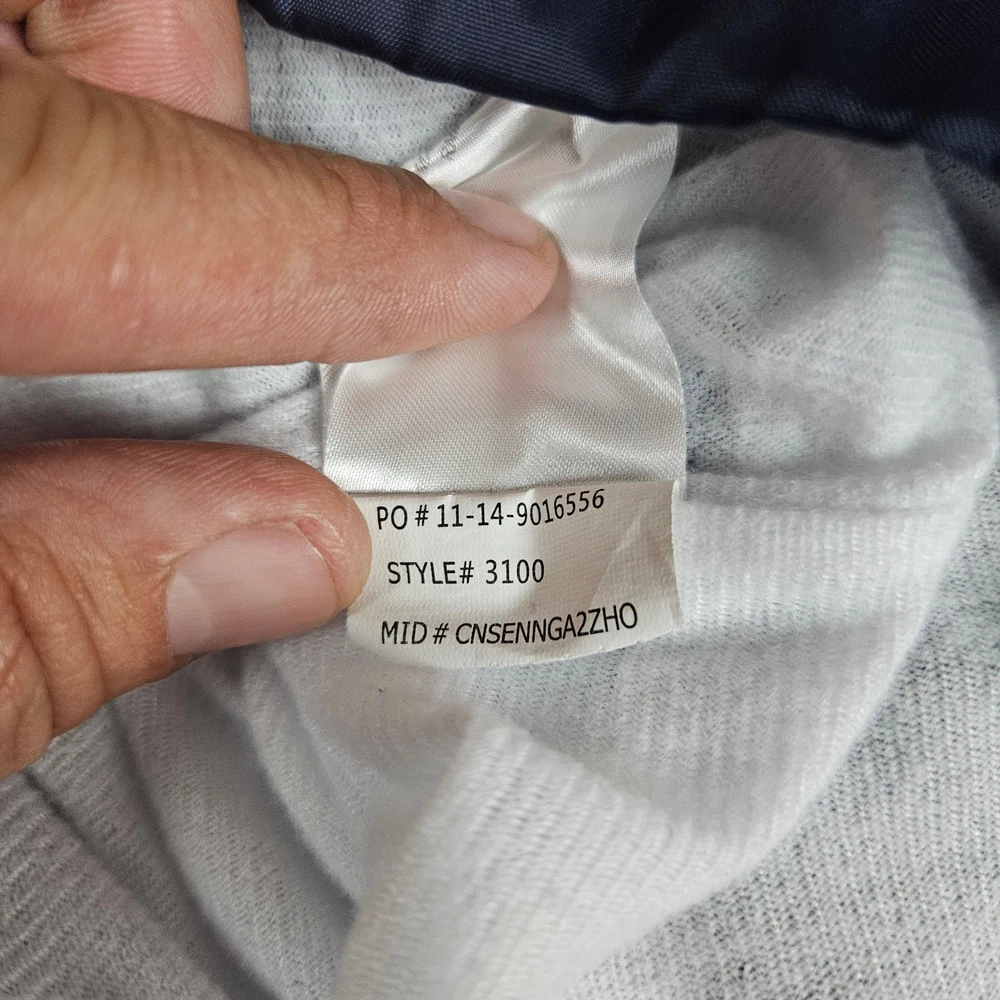 PO # 11-14-9016556
STYLE# 3100
MID # CNSENNGA2ZHO